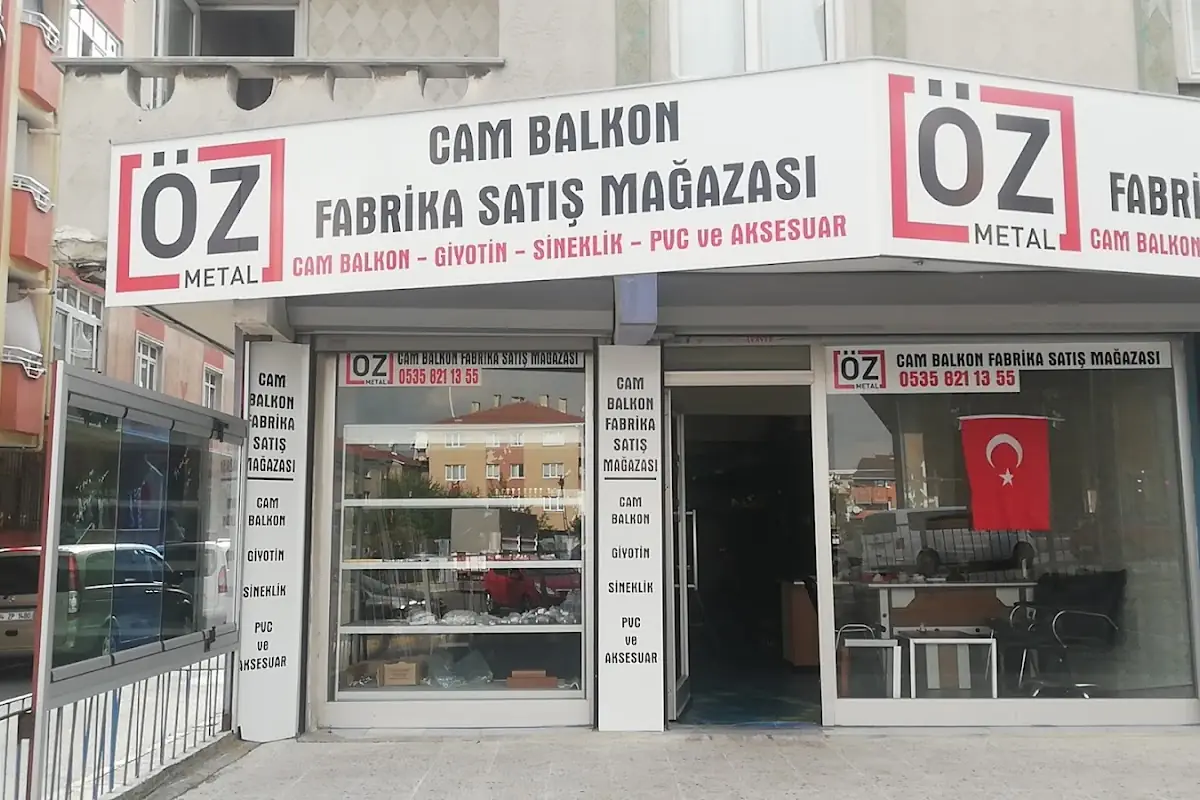 ÖZ
METAL
CAM BALKON
FABRİKA SATIŞ MAĞAZASI
CAM BALKON - GİYOTİN - SİNEKLİK - PVC ve AKSESUAR
ÖZ
METAL
CAM BALKON
CAM
BALKON
FABRİKA
SATIŞ
MAĞAZASI
CAM
BALKON
GİYOTİN
SİNEKLİK
PVC
ve
AKSESUAR
ÖZ
METAL
CAM BALKON FABRİKA SATIŞ MAĞAZASI
0535 821 13 55
CAM
BALKON
FABRİKA
SATIŞ
MAĞAZASI
CAM
BALKON
GİYOTİN
SİNEKLİK
PVC
ve
AKSESUAR
ÖZ
METAL
CAM BALKON FABRİKA SATIŞ MAĞAZASI
0535 821 13 55